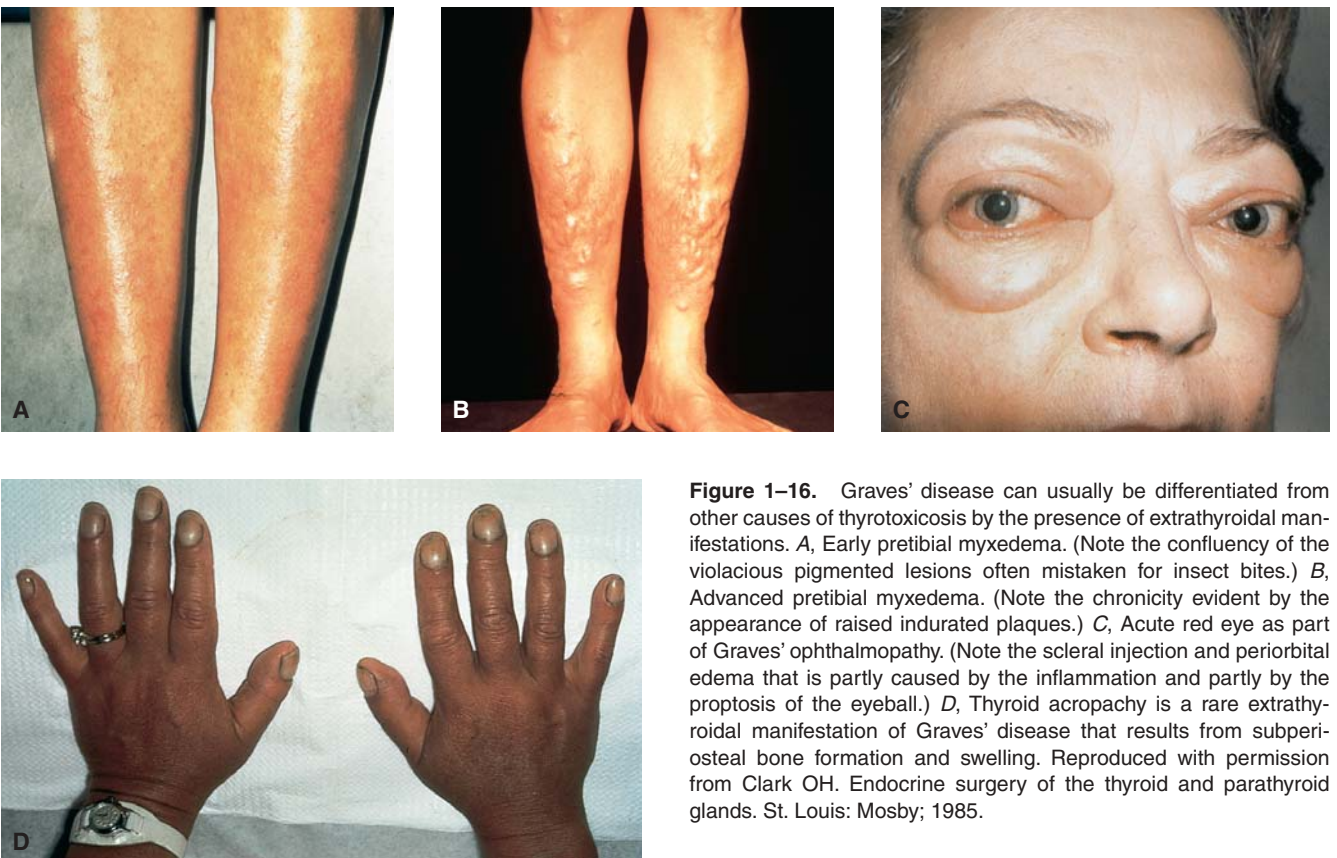 A
B
C
D
Figure 1–16. Graves’ disease can usually be differentiated from
other causes of thyrotoxicosis by the presence of extrathyroidal man-
ifestations. A, Early pretibial myxedema. (Note the confluency of the
violacious pigmented lesions often mistaken for insect bites.) B,
Advanced pretibial myxedema. (Note the chronicity evident by the
appearance of raised indurated plaques.) C, Acute red eye as part
of Graves’ ophthalmopathy. (Note the scleral injection and periorbital
edema that is partly caused by the inflammation and partly by the
proptosis of the eyeball.) D, Thyroid acropachy is a rare extrathy-
roidal manifestation of Graves’ disease that results from subperi-
osteal bone formation and swelling. Reproduced with permission
from Clark OH. Endocrine surgery of the thyroid and parathyroid
glands. St. Louis: Mosby; 1985.